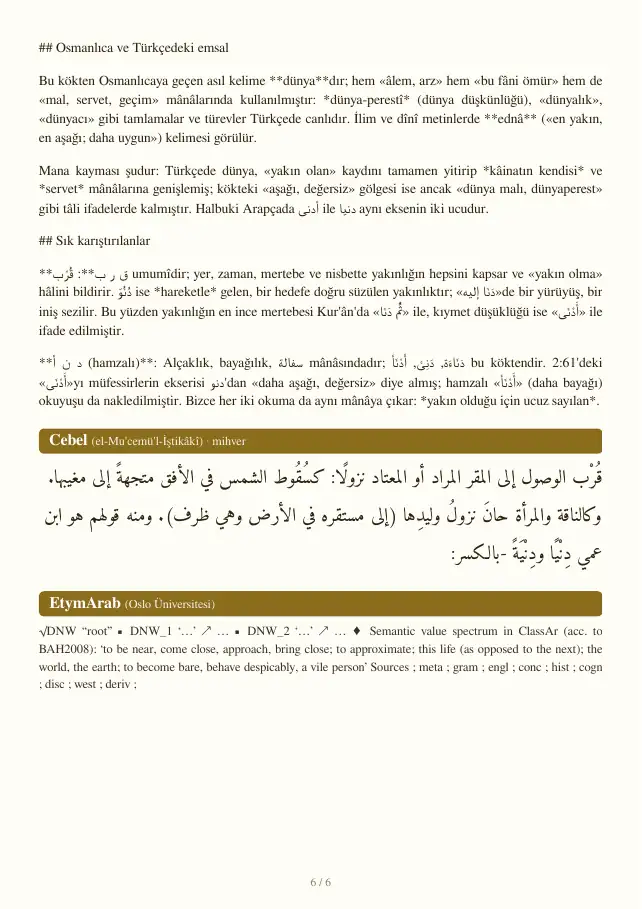 ## Osmanlıca ve Türkçedeki emsal
Bu kökten Osmanlıcaya geçen asıl kelime **dünya**dır; hem «âlem, arz» hem «bu fâni ömür» hem de
«mal, servet, geçim» mânâlarında kullanılmıştır: *dünya-perestî* (dünya düşkünlüğü), «dünyalık»,
«dünyacı» gibi tamlamalar ve türevler Türkçede canlıdır. İlim ve dînî metinlerde **ednâ** («en yakın,
en aşağı; daha uygun») kelimesi görülür.
Mana kayması şudur: Türkçede dünya, «yakın olan» kaydını tamamen yitirip *kâinatın kendisi* ve
*servet* mânâlarına genişlemiş; kökteki «aşağı, değersiz» gölgesi ise ancak «dünya malı, dünyaperest»
gibi tâli ifadelerde kalmıştır. Halbuki Arapçada أدنى ile دنيا aynı eksenin iki ucudur.
## Sık karıştırılanlar
**ق ر ب**: قُرْب umumîdir; yer, zaman, mertebe ve nisbette yakınlığın hepsini kapsar ve «yakın olma»
hâlini bildirir. دُنُوّ ise *hareketle* gelen, bir hedefe doğru süzülen yakınlıktır; «دَنَا إليه»de bir yürüyüş, bir
iniş sezilir. Bu yüzden yakınlığın en ince mertebesi Kur'ân'da «ثُمَّ دَنَا» ile, kıymet düşüklüğü ise «أَدْنَى» ile
ifade edilmiştir.
**د ن أ (hamzalı)**: Alçaklık, bayağılık, سفالة mânâsındadır; دَنَاءَة, دَنِيء, أَدْنَأ bu köktendir. 2:61'deki
«أَدْنَى»yı müfessirlerin ekserisi دنو'dan «daha aşağı, değersiz» diye almış; hamzalı «أَدْنَأ» (daha bayağı)
okuyuşu da nakledilmiştir. Bizce her iki okuma da aynı mânâya çıkar: *yakın olduğu için ucuz sayılan*.
Cebel (el-Mu'cemü'l-İştikâkî) · mihver
قُرْب الوصول إلى المقر المراد أو المعتاد نزولًا: كسُقُوط الشمس في الأفق متجهةً إلى مغيبها.
وكالناقة والمرأة حانَ نزولُ وليدِها (إلى مستقره في الأرض وهي ظرف). ومنه قولهم هو ابن
عمي دِنْيًا ودِنْيَةً -بالكسر:
EtymArab (Oslo Üniversitesi)
√DNW “root” ▪ DNW_1 ‘…’ ↗ … ▪ DNW_2 ‘…’ ↗ … ♦ Semantic value spectrum in ClassAr (acc. to
BAH2008): ‘to be near, come close, approach, bring close; to approximate; this life (as opposed to the next); the
world, the earth; to become bare, behave despicably, a vile person’ Sources ; meta ; gram ; engl ; conc ; hist ; cogn
; disc ; west ; deriv ;
6 / 6